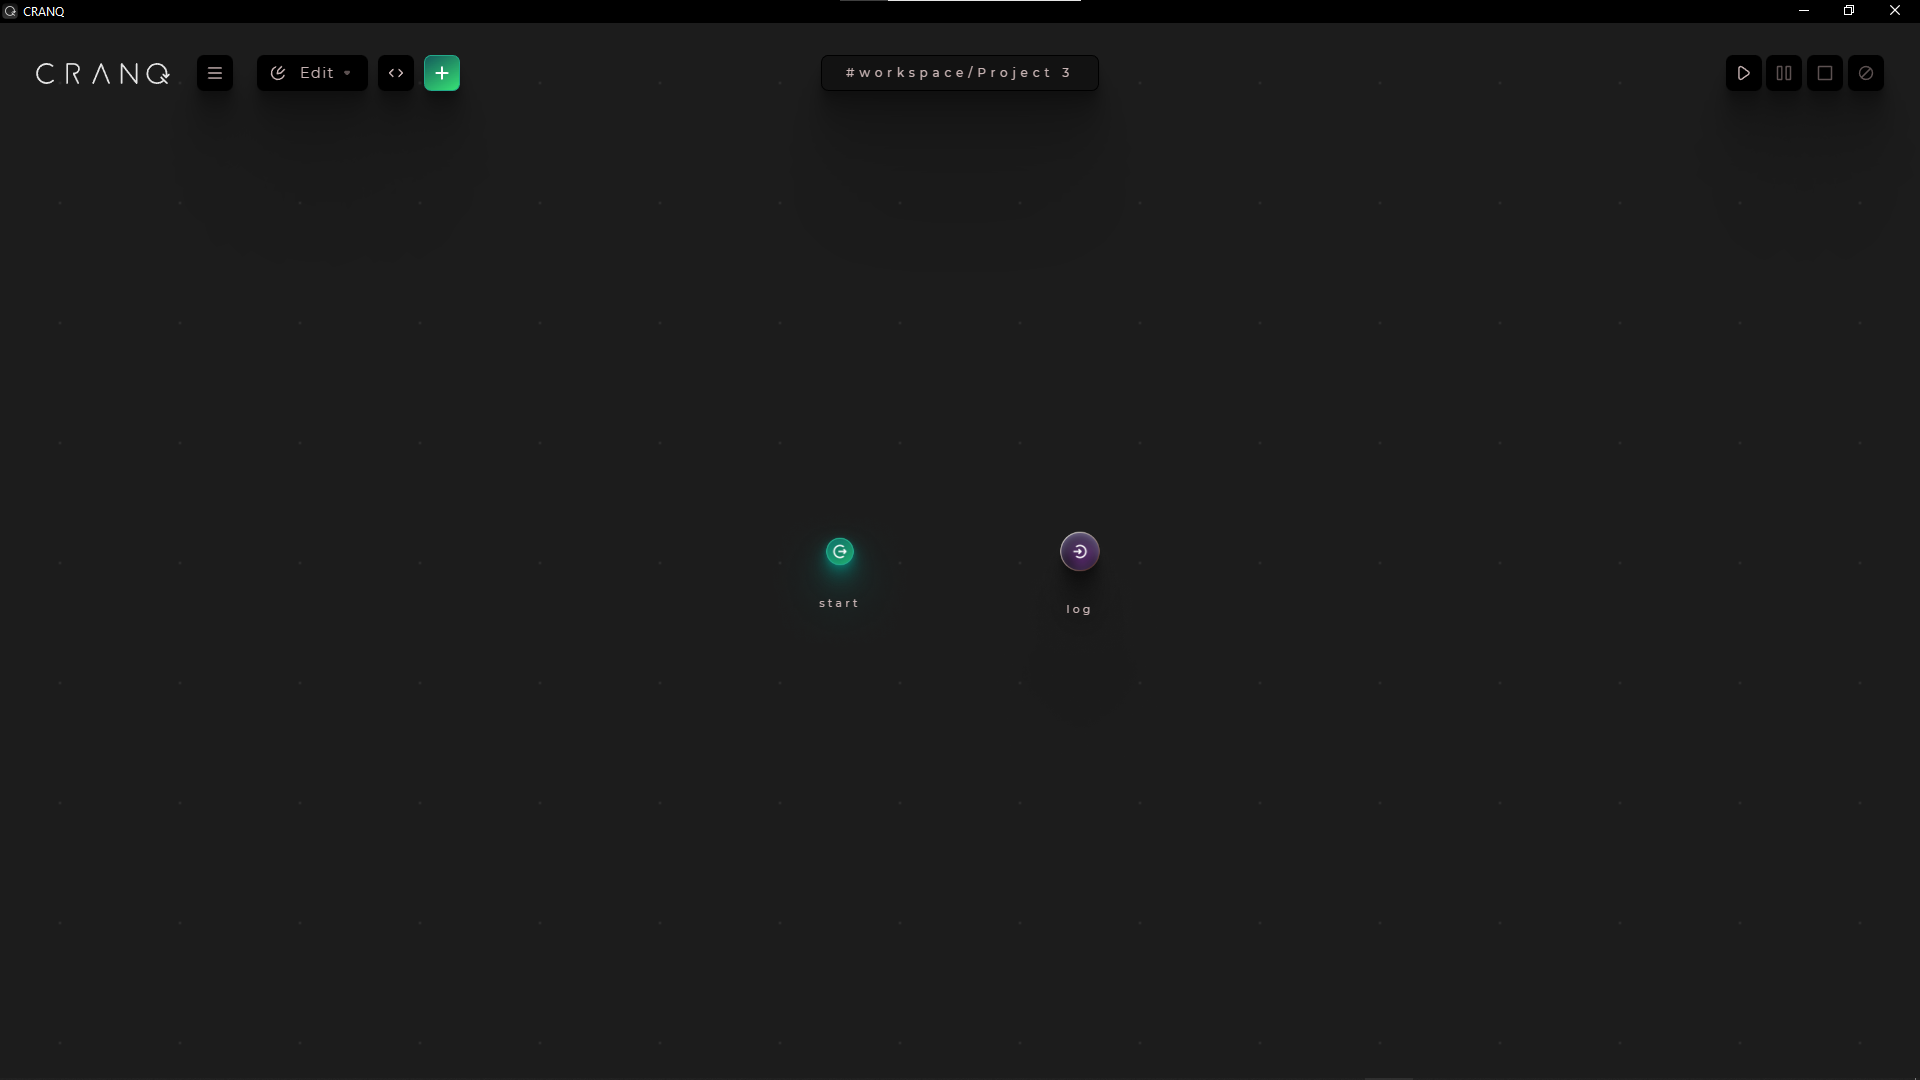 CRANQ
CRANQ
Edit
#workspace/Project 3
start
log